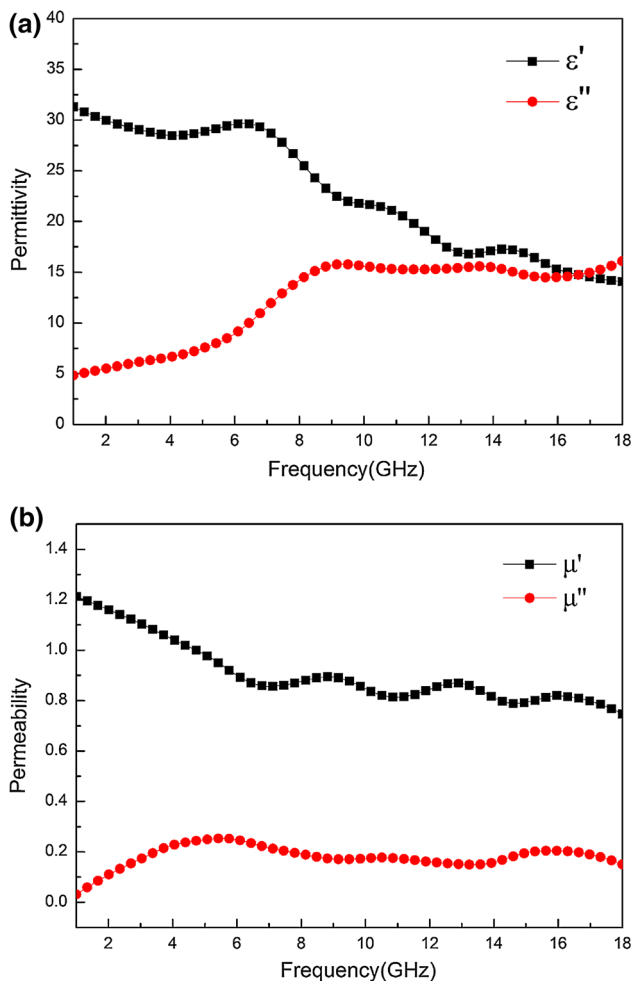 (a)
40
35
30
25
20
15
10
5
0
Permittivity
ε'
ε''
2 4 6 8 10 12 14 16 18
Frequency(GHz)
(b)
1.4
1.2
1.0
0.8
0.6
0.4
0.2
0.0
Permeability
μ'
μ''
2 4 6 8 10 12 14 16 18
Frequency(GHz)